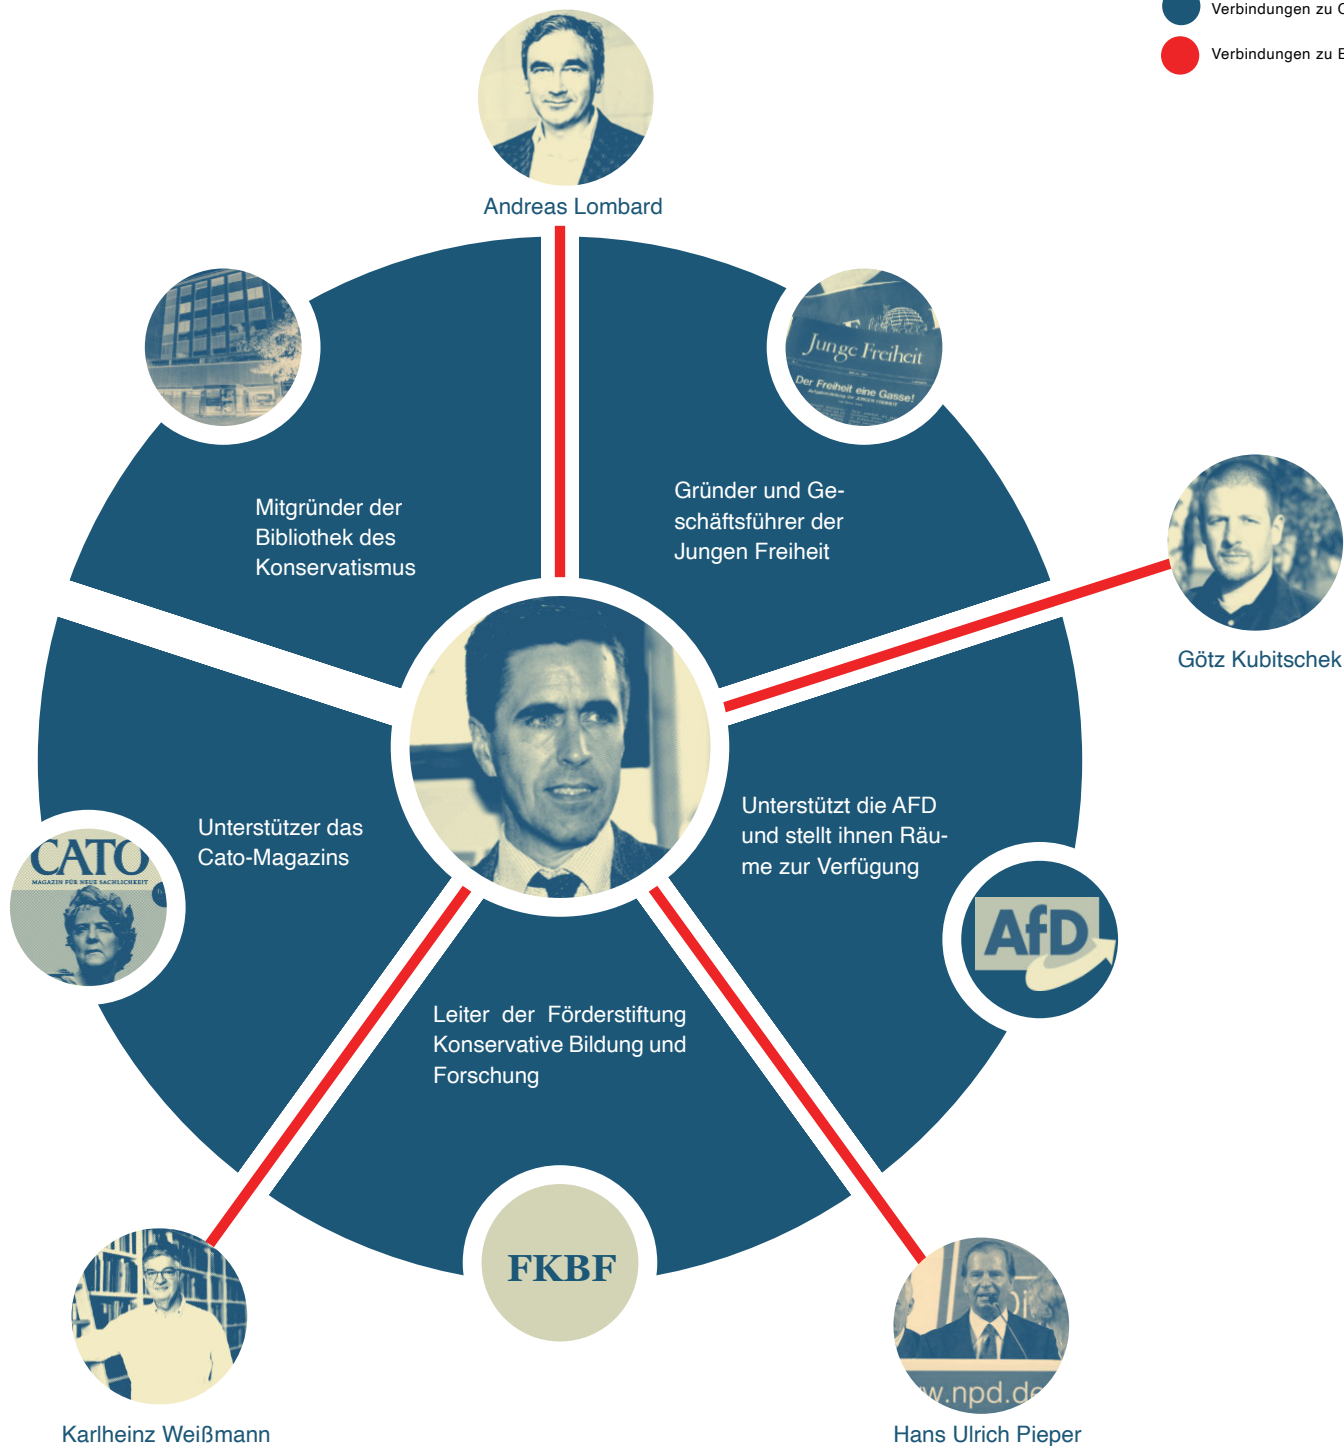 Verbindungen zu
Verbindungen zu
Andreas Lombard
Junge Freiheit
Der Freiheit eine Gasse!
Mitgründer der
Bibliothek des
Konservatismus
Gründer und Ge-
schäftsführer der
Jungen Freiheit
Götz Kubitschek
Unterstützer das
Cato-Magazins
CATO
MAGAZIN FÜR NEUE SACHLICHKEIT
Unterstützt die AFD
und stellt ihnen Räu-
me zur Verfügung
AfD
Leiter der Förderstiftung
Konservative Bildung und
Forschung
FKBF
w.npd.de
Karlheinz Weißmann
Hans Ulrich Pieper